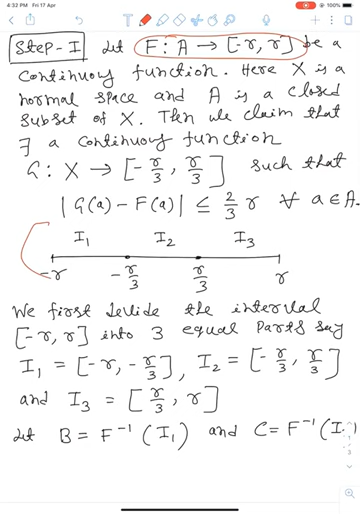 4:32 PM Fri 17 Apr
Step-I Let F : A → [-r, r] be a
Continuous function. Here X is a
normal space and A is a closed
subset of X. Then we claim that
∃ a Continuous function
G : X → [-r/3, r/3] such that
| G(a) - F(a) | ≤ 2/3 r ∀ a ∈ A.
I₁ I₂ I₃
-r -r/3 r/3 r
We first devide the interval
[-r, r] into 3 equal Parts say
I₁ = [-r, -r/3], I₂ = [-r/3, r/3]
and I₃ = [r/3, r]
Let B = F⁻¹ (I₁) and C = F⁻¹ (I